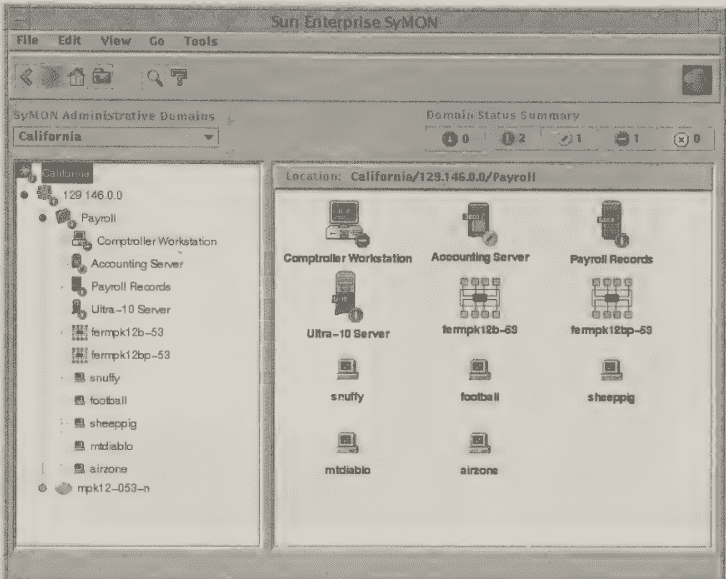 Sun Enterprise SyMON
File Edit View Go Tools
SyMON Administrative Domains
Domain Status Summary
California
0 2 1 1 0
California
Location: California/129.146.0.0/Payroll
129.146.0.0
Payroll
Comptroller Workstation
Accounting Server
Payroll Records
Ultra-10 Server
fermpk12b-53
fermpk12bp-53
snuffy
football
sheeppig
mtdiablo
airzone
mpk12-053-n
Comptroller Workstation Accounting Server Payroll Records
Ultra-10 Server fermpk12b-53 fermpk12bp-53
snuffy football sheeppig
mtdiablo airzone